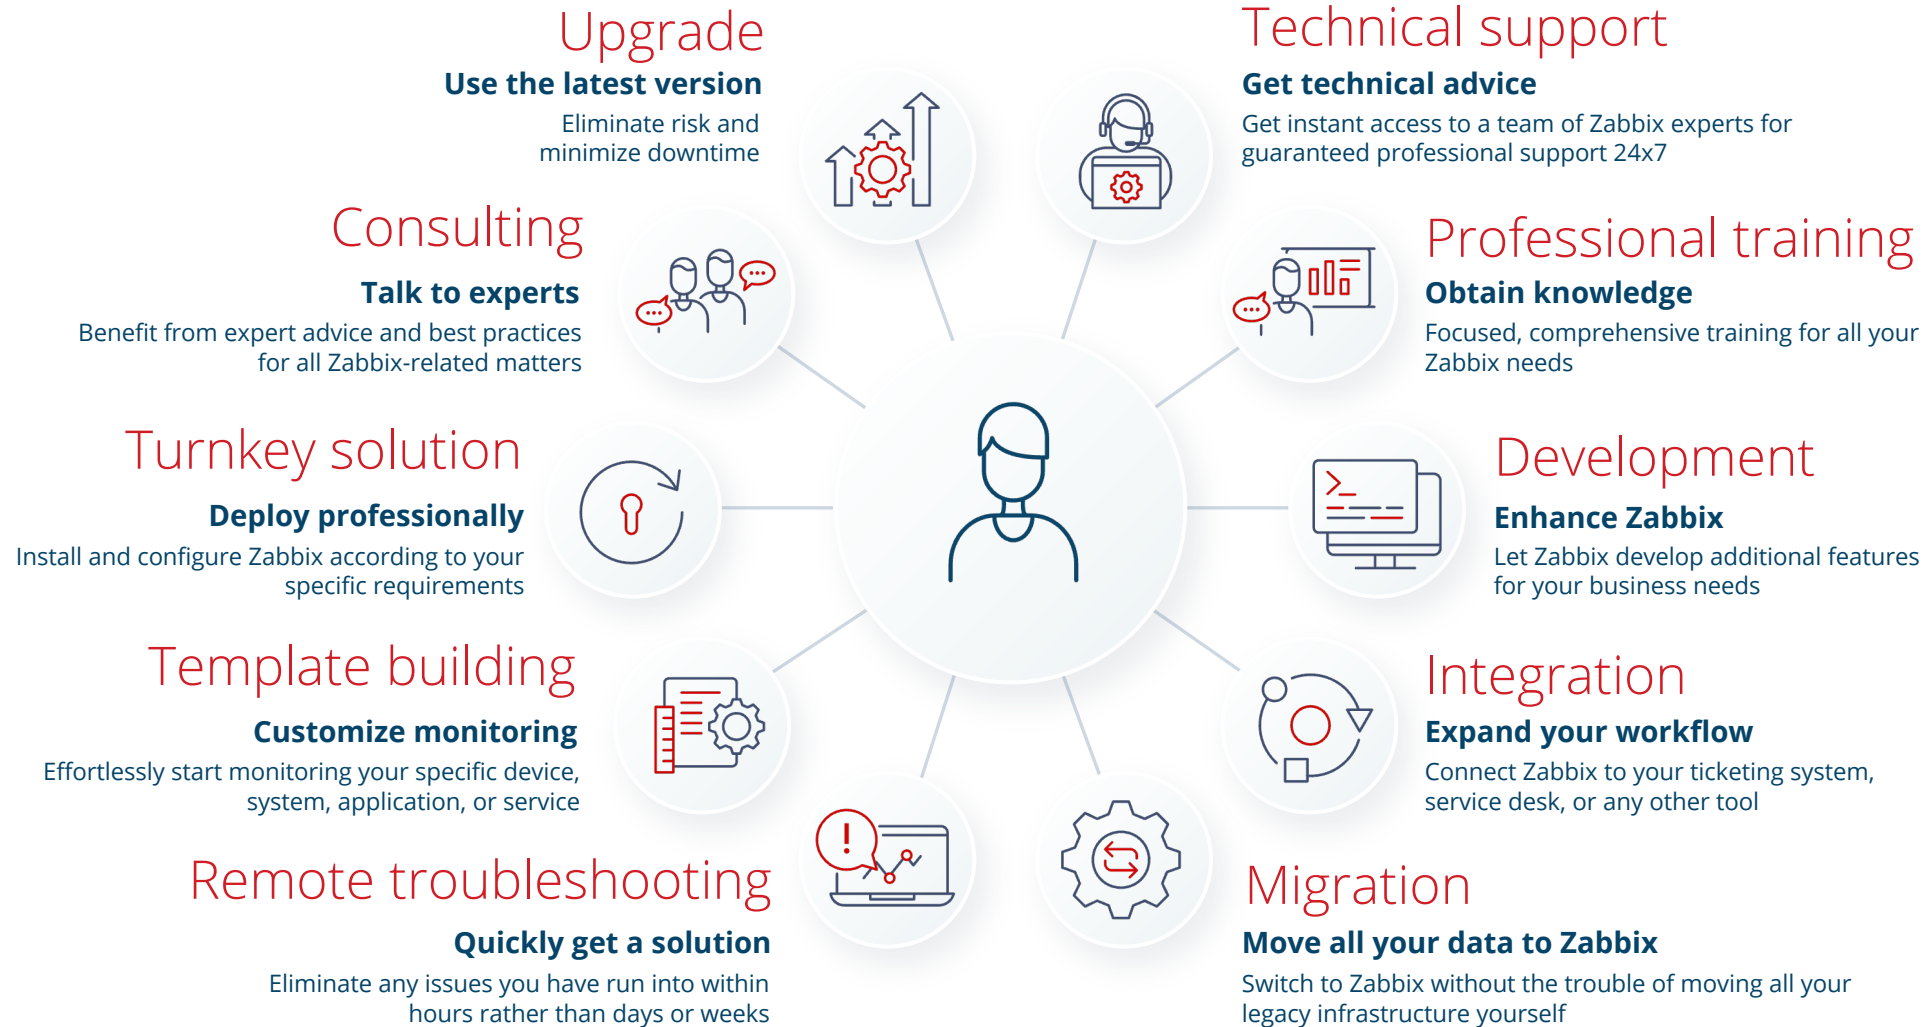 Upgrade
Use the latest version
Eliminate risk and
minimize downtime
Technical support
Get technical advice
Get instant access to a team of Zabbix experts for
guaranteed professional support 24x7
Consulting
Talk to experts
Benefit from expert advice and best practices
for all Zabbix-related matters
Professional training
Obtain knowledge
Focused, comprehensive training for all your
Zabbix needs
Turnkey solution
Deploy professionally
Install and configure Zabbix according to your
specific requirements
Development
Enhance Zabbix
Let Zabbix develop additional features
for your business needs
Template building
Customize monitoring
Effortlessly start monitoring your specific device,
system, application, or service
Integration
Expand your workflow
Connect Zabbix to your ticketing system,
service desk, or any other tool
Remote troubleshooting
Quickly get a solution
Eliminate any issues you have run into within
hours rather than days or weeks
Migration
Move all your data to Zabbix
Switch to Zabbix without the trouble of moving all your
legacy infrastructure yourself